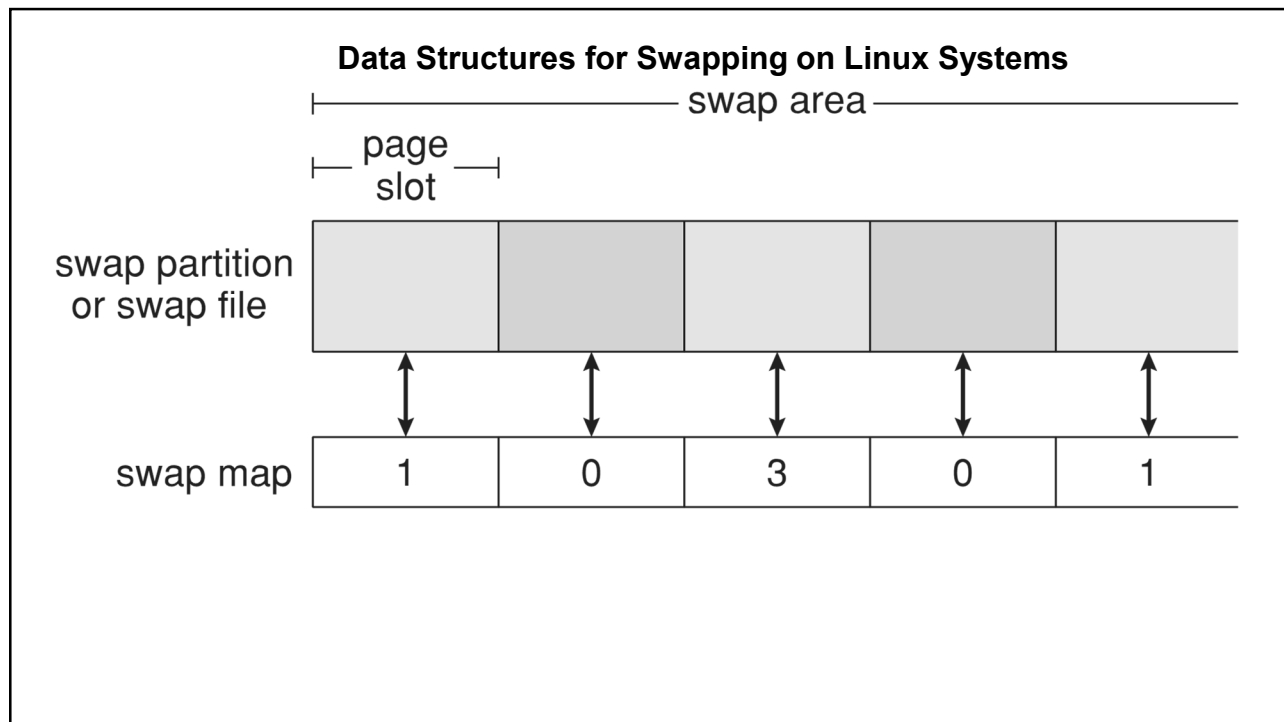 Data Structures for Swapping on Linux Systems
swap area
page
slot
swap partition
or swap file
swap map
1 0 3 0 1